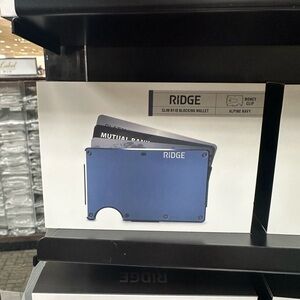 RIDGE
SLIM RFID BLOCKING WALLET
MONEY
CLIP
ALPINE NAVY
MUTUAL BANK
RIDGE
RIDGE